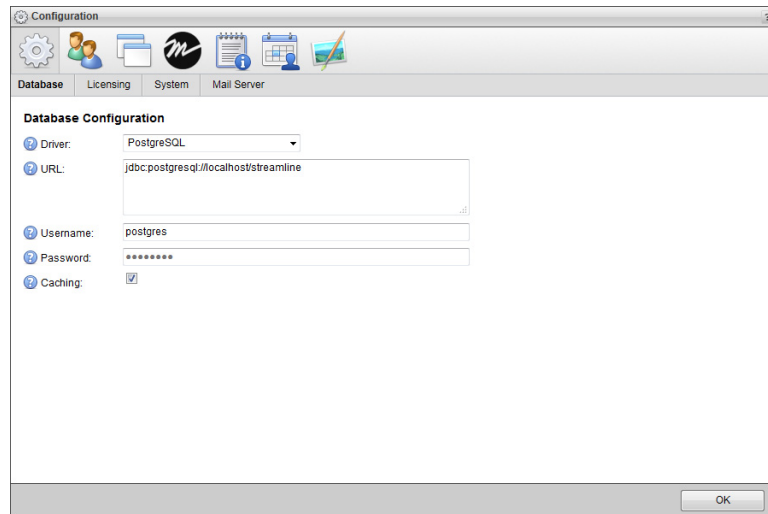 Configuration
Database Licensing System Mail Server
Database Configuration
Driver: PostgreSQL
URL: jdbc:postgresql://localhost/streamline
Username: postgres
Password: ••••••••
Caching:
OK